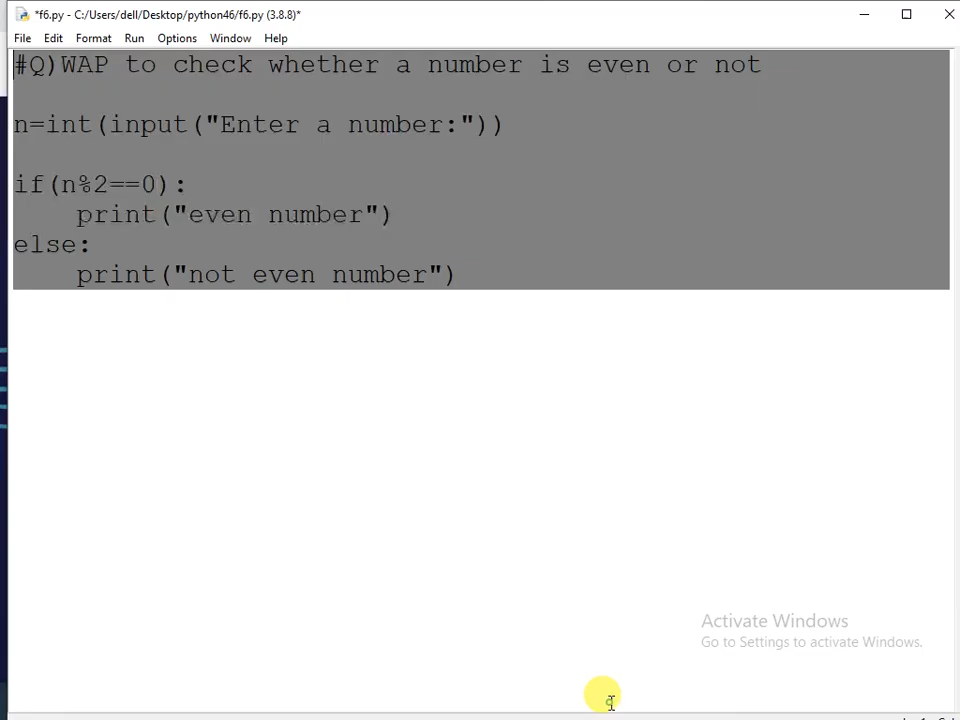 *f6.py - C:/Users/dell/Desktop/python46/f6.py (3.8.8)*
File Edit Format Run Options Window Help
#Q)WAP to check whether a number is even or not
n=int(input("Enter a number:"))
if(n%2==0):
    print("even number")
else:
    print("not even number")
Activate Windows
Go to Settings to activate Windows.